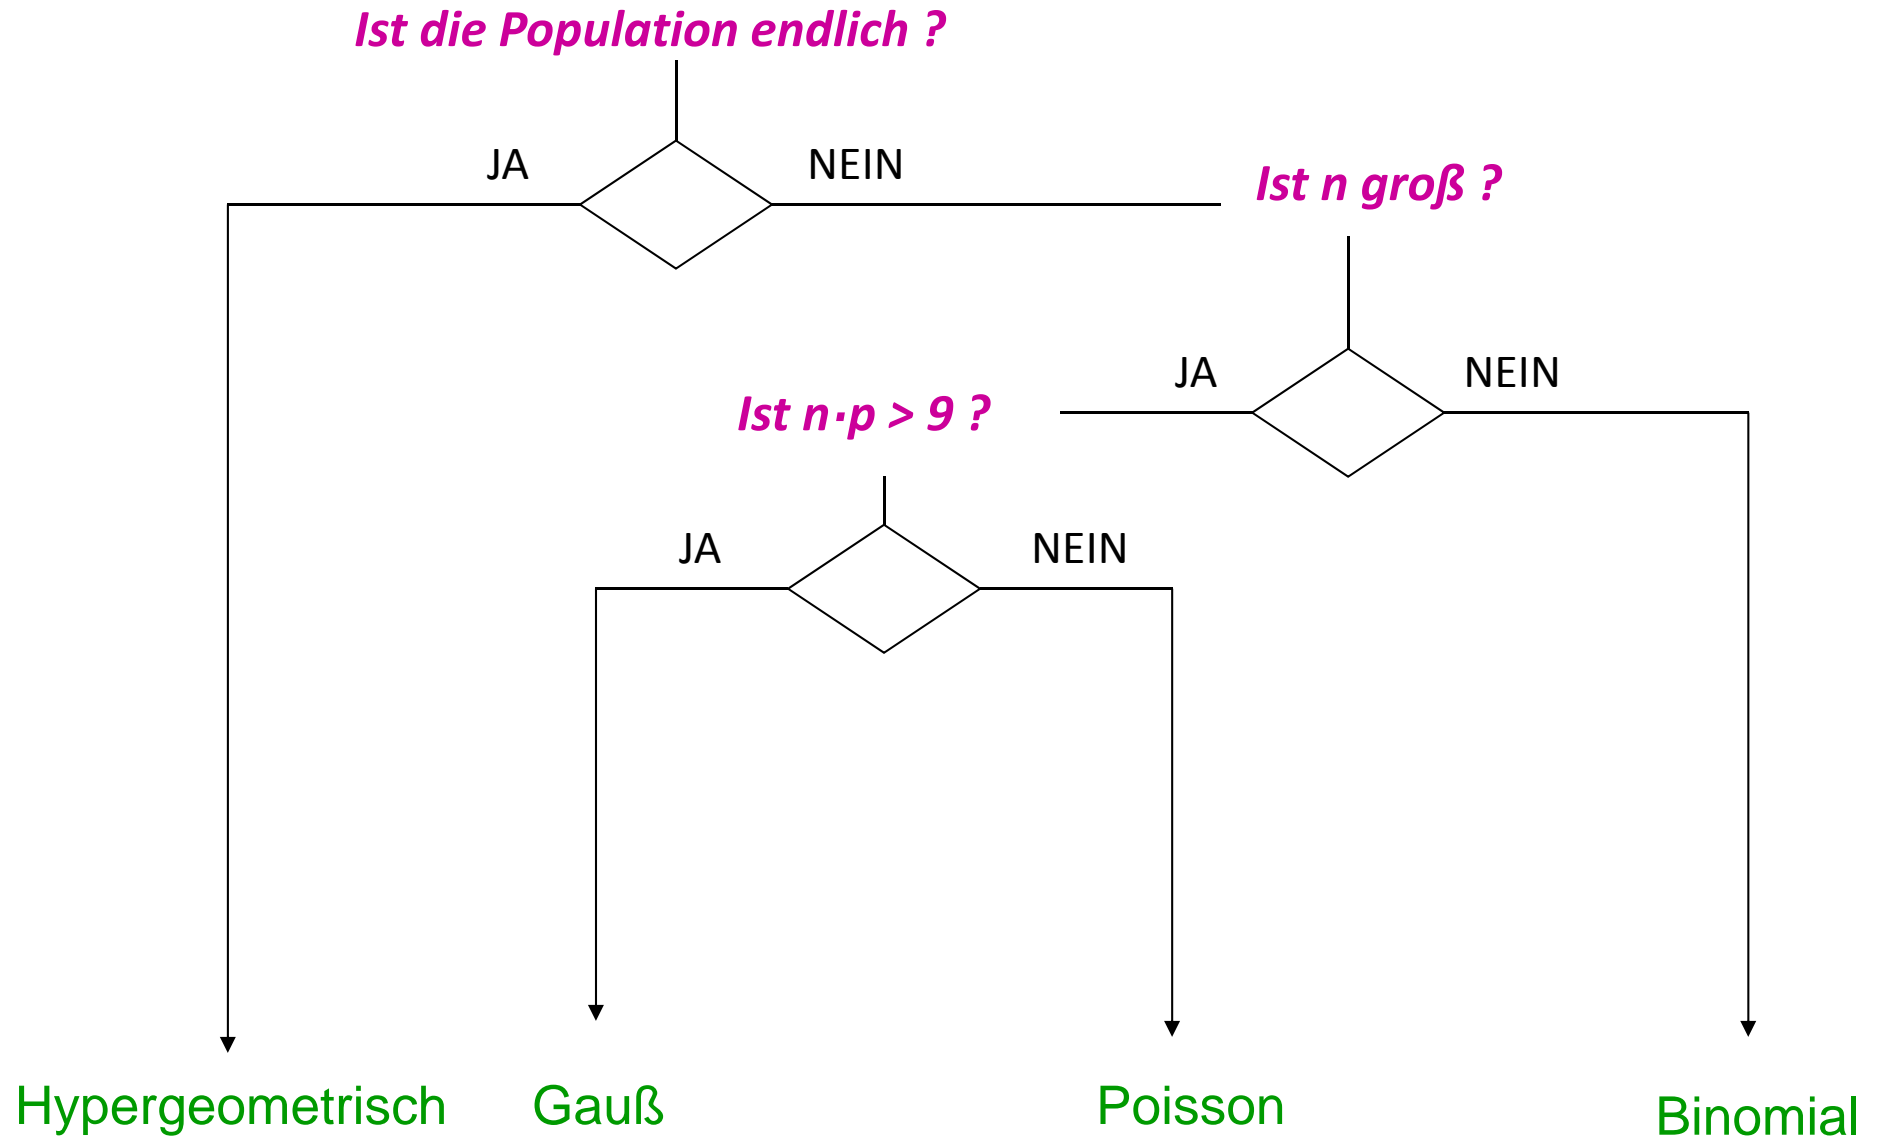 Ist die Population endlich ?
JA
NEIN
Ist n groß ?
JA
NEIN
Ist n·p > 9 ?
JA
NEIN
Hypergeometrisch
Gauß
Poisson
Binomial